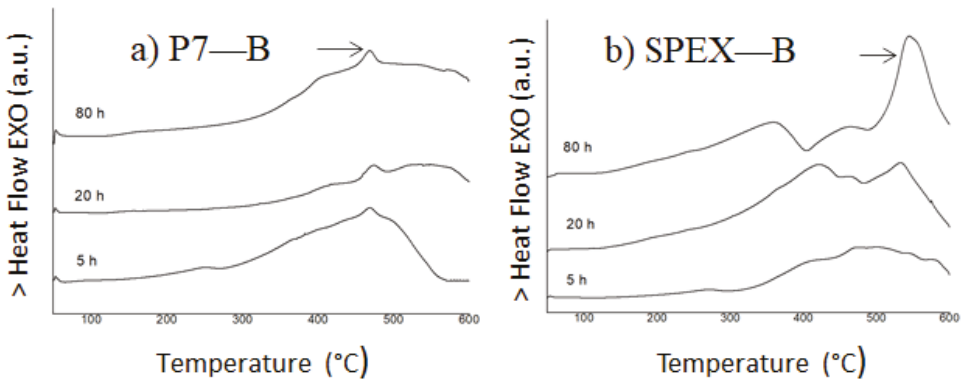 a) P7—B
> Heat Flow EXO (a.u.)
80 h
20 h
5 h
100 200 300 400 500 600
Temperature (°C)
b) SPEX—B
> Heat Flow EXO (a.u.)
80 h
20 h
5 h
100 200 300 400 500 600
Temperature (°C)